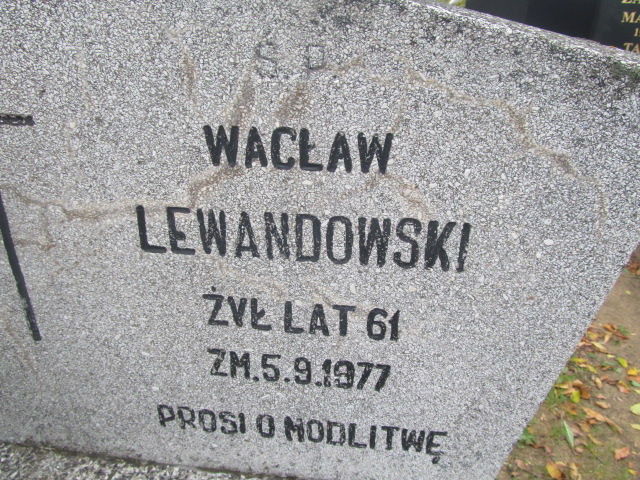 Ś.P.
WACŁAW
LEWANDOWSKI
ŻYŁ LAT 61
ZM.5.9.1977
PROSI O MODLITWĘ